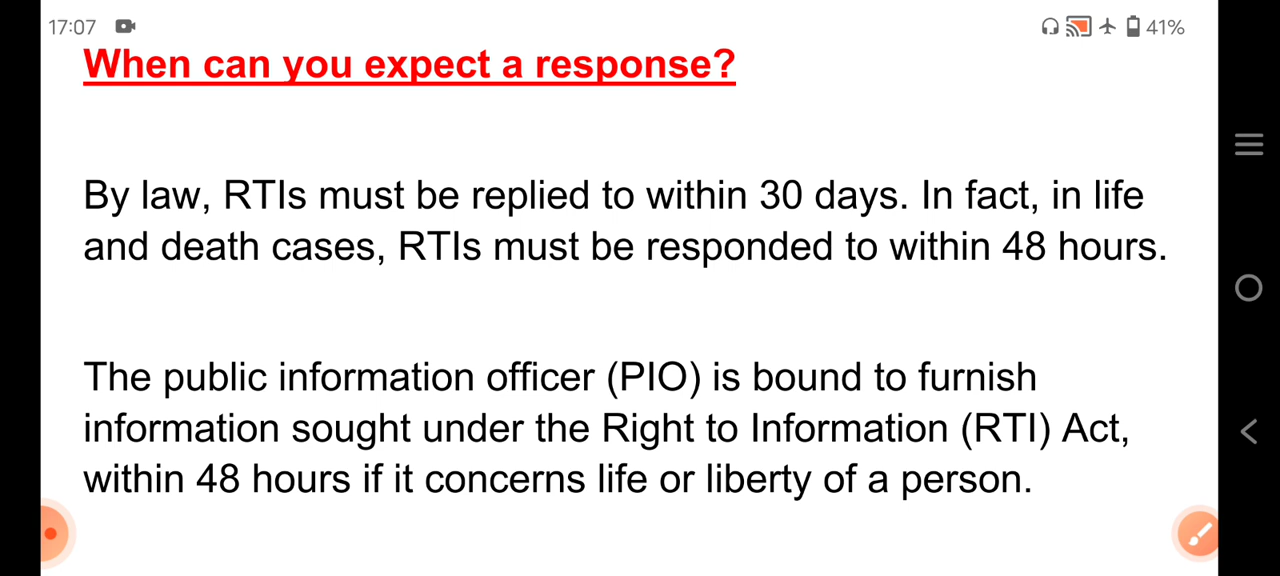 17:07
41%
When can you expect a response?
By law, RTIs must be replied to within 30 days. In fact, in life
and death cases, RTIs must be responded to within 48 hours.
The public information officer (PIO) is bound to furnish
information sought under the Right to Information (RTI) Act,
within 48 hours if it concerns life or liberty of a person.